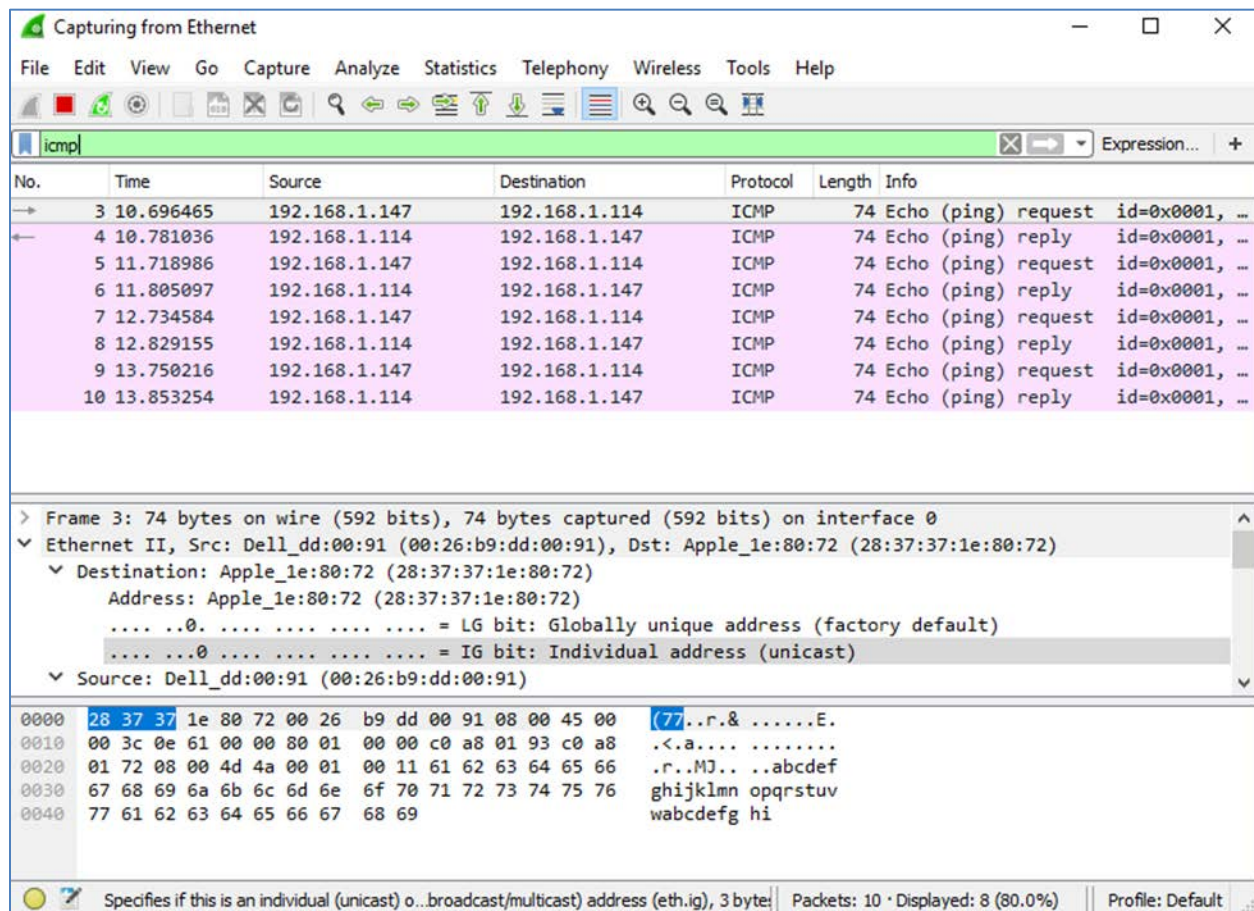 Capturing from Ethernet
File Edit View Go Capture Analyze Statistics Telephony Wireless Tools Help
icmp Expression... +
No. Time Source Destination Protocol Length Info
3 10.696465 192.168.1.147 192.168.1.114 ICMP 74 Echo (ping) request id=0x0001, …
4 10.781036 192.168.1.114 192.168.1.147 ICMP 74 Echo (ping) reply id=0x0001, …
5 11.718986 192.168.1.147 192.168.1.114 ICMP 74 Echo (ping) request id=0x0001, …
6 11.805097 192.168.1.114 192.168.1.147 ICMP 74 Echo (ping) reply id=0x0001, …
7 12.734584 192.168.1.147 192.168.1.114 ICMP 74 Echo (ping) request id=0x0001, …
8 12.829155 192.168.1.114 192.168.1.147 ICMP 74 Echo (ping) reply id=0x0001, …
9 13.750216 192.168.1.147 192.168.1.114 ICMP 74 Echo (ping) request id=0x0001, …
10 13.853254 192.168.1.114 192.168.1.147 ICMP 74 Echo (ping) reply id=0x0001, …
Frame 3: 74 bytes on wire (592 bits), 74 bytes captured (592 bits) on interface 0
Ethernet II, Src: Dell_dd:00:91 (00:26:b9:dd:00:91), Dst: Apple_1e:80:72 (28:37:37:1e:80:72)
Destination: Apple_1e:80:72 (28:37:37:1e:80:72)
Address: Apple_1e:80:72 (28:37:37:1e:80:72)
.... ..0. .... .... .... .... = LG bit: Globally unique address (factory default)
.... ...0 .... .... .... .... = IG bit: Individual address (unicast)
Source: Dell_dd:00:91 (00:26:b9:dd:00:91)
0000 28 37 37 1e 80 72 00 26 b9 dd 00 91 08 00 45 00 (77..r.& ......E.
0010 00 3c 0e 61 00 00 80 01 00 00 c0 a8 01 93 c0 a8 .<.a.... ........
0020 01 72 08 00 4d 4a 00 01 00 11 61 62 63 64 65 66 .r..MJ.. ..abcdef
0030 67 68 69 6a 6b 6c 6d 6e 6f 70 71 72 73 74 75 76 ghijklmn opqrstuv
0040 77 61 62 63 64 65 66 67 68 69 wabcdefg hi
Specifies if this is an individual (unicast) o...broadcast/multicast) address (eth.ig), 3 bytes Packets: 10 · Displayed: 8 (80.0%) Profile: Default